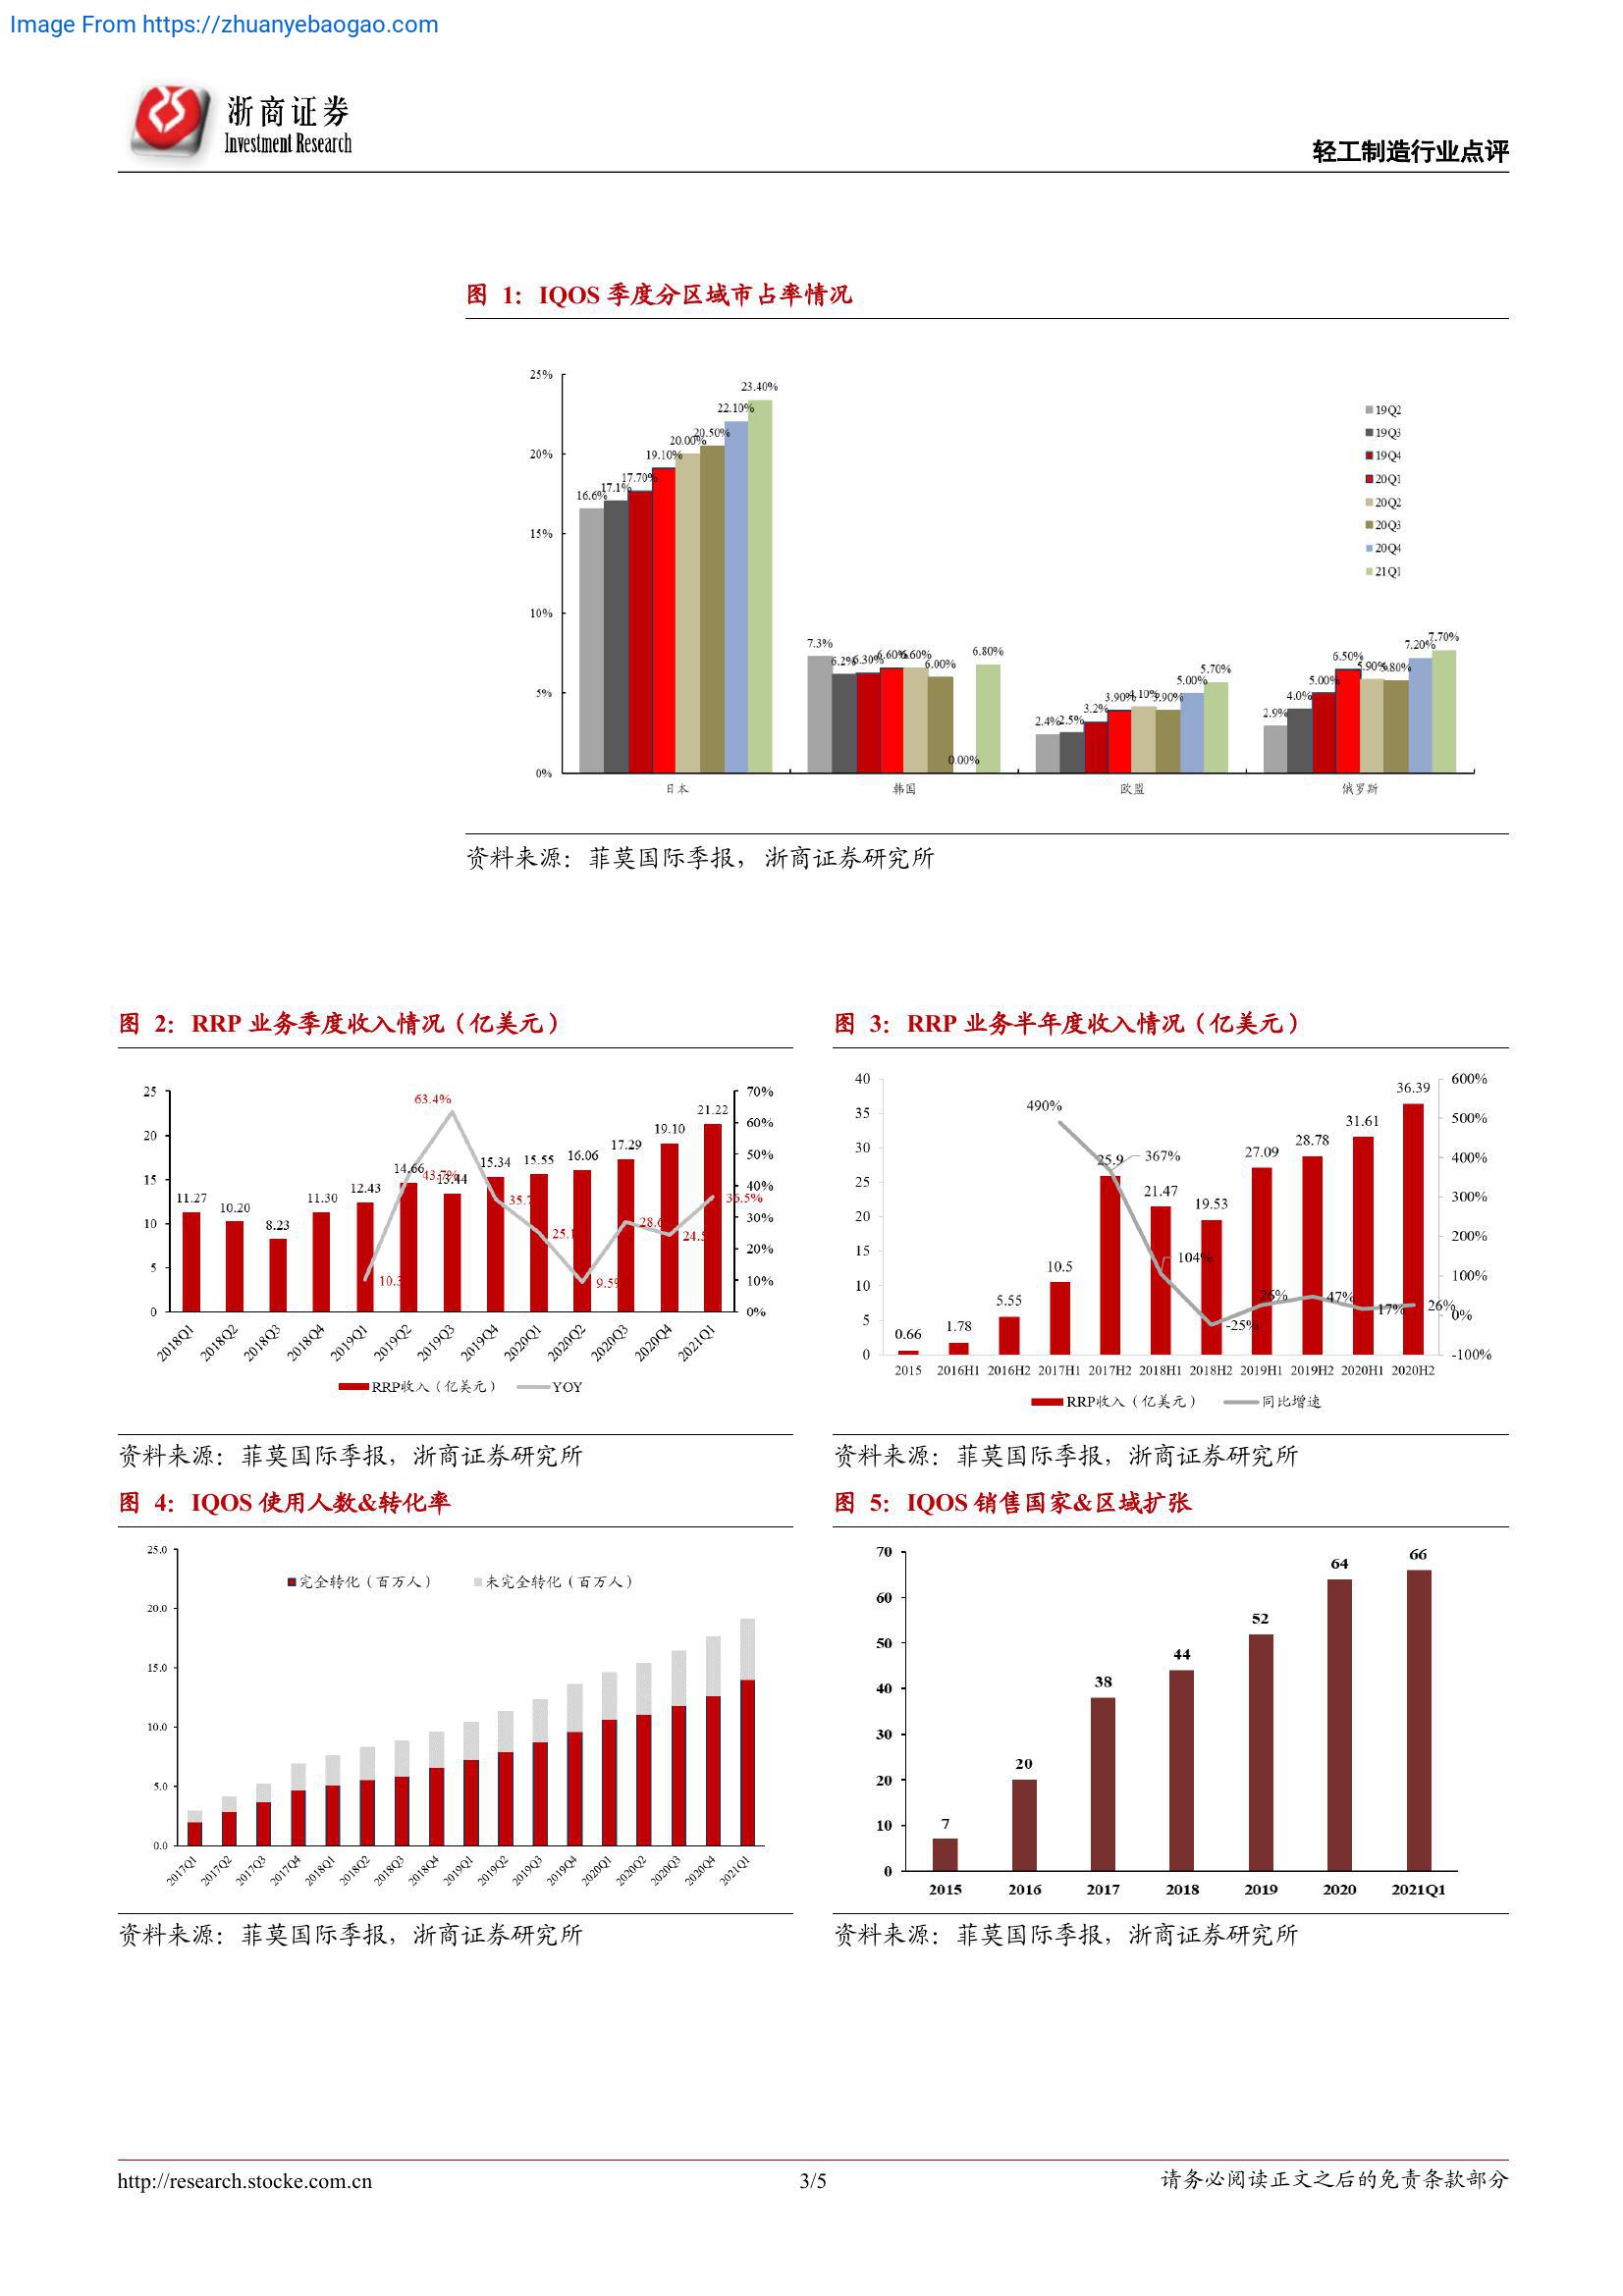 Image From https://zhuanyebaogao.com
浙商证券
Investment Research
轻工制造行业点评
图 1：IQOS 季度分区域市占率情况
25%
20%
15%
10%
5%
0%
16.6%
17.1%
17.70%
19.10%
20.00%
20.50%
22.10%
23.40%
7.3%
6.2%
6.30%
6.60%
6.60%
6.00%
0.00%
6.80%
2.4%
2.5%
3.2%
3.90%
4.10%
3.90%
5.00%
5.70%
2.9%
4.0%
5.00%
6.50%
5.90%
5.80%
7.20%
7.70%
日本
韩国
欧盟
俄罗斯
19Q2
19Q3
19Q4
20Q1
20Q2
20Q3
20Q4
21Q1
资料来源：菲莫国际季报，浙商证券研究所
图 2：RRP 业务季度收入情况（亿美元）
25
20
15
10
5
0
11.27
10.20
8.23
11.30
12.43
14.66
13.44
15.34
15.55
16.06
17.29
19.10
21.22
63.4%
43.7%
10.3
35.7
25.1
9.5%
28.6
24.5
36.5%
70%
60%
50%
40%
30%
20%
10%
0%
2018Q1
2018Q2
2018Q3
2018Q4
2019Q1
2019Q2
2019Q3
2019Q4
2020Q1
2020Q2
2020Q3
2020Q4
2021Q1
RRP收入（亿美元）
YOY
资料来源：菲莫国际季报，浙商证券研究所
图 3：RRP 业务半年度收入情况（亿美元）
40
35
30
25
20
15
10
5
0
0.66
1.78
5.55
10.5
25.9
21.47
19.53
27.09
28.78
31.61
36.39
490%
367%
104%
-25%
26%
47%
17%
26%
600%
500%
400%
300%
200%
100%
0%
-100%
2015
2016H1
2016H2
2017H1
2017H2
2018H1
2018H2
2019H1
2019H2
2020H1
2020H2
RRP收入（亿美元）
同比增速
资料来源：菲莫国际季报，浙商证券研究所
图 4：IQOS 使用人数&转化率
25.0
20.0
15.0
10.0
5.0
0.0
完全转化（百万人）
未完全转化（百万人）
2017Q1
2017Q2
2017Q3
2017Q4
2018Q1
2018Q2
2018Q3
2018Q4
2019Q1
2019Q2
2019Q3
2019Q4
2020Q1
2020Q2
2020Q3
2020Q4
2021Q1
资料来源：菲莫国际季报，浙商证券研究所
图 5：IQOS 销售国家&区域扩张
70
60
50
40
30
20
10
0
7
20
38
44
52
64
66
2015
2016
2017
2018
2019
2020
2021Q1
资料来源：菲莫国际季报，浙商证券研究所
http://research.stocke.com.cn
3/5
请务必阅读正文之后的免责条款部分